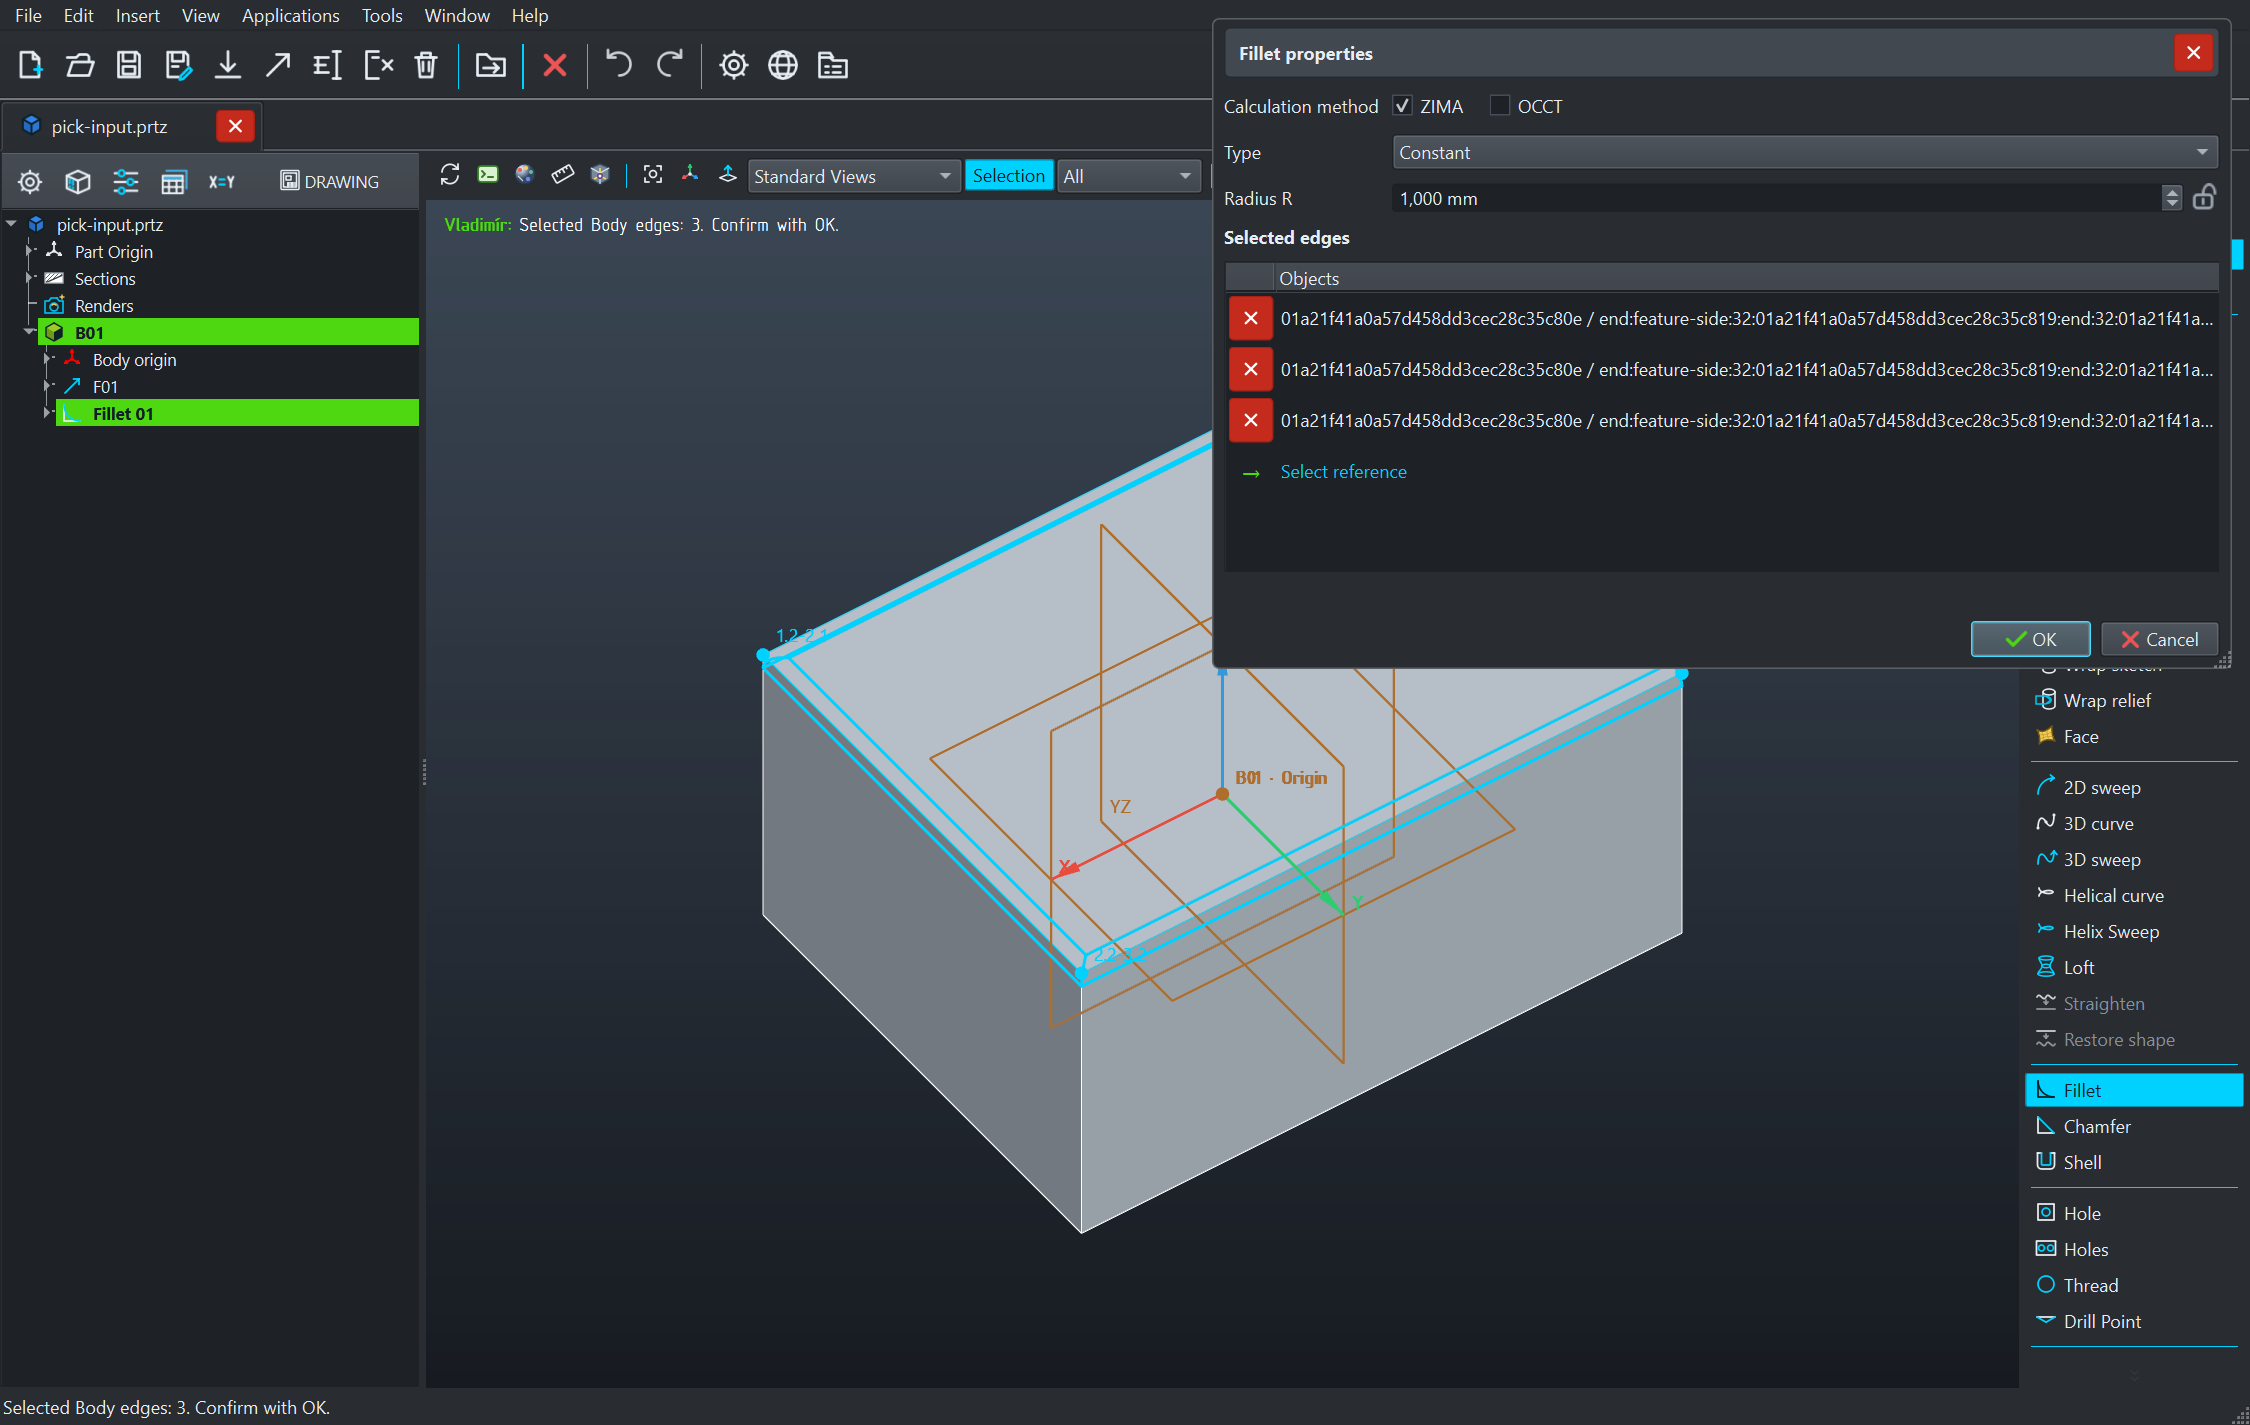 File Edit Insert View Applications Tools Window Help
Fillet properties
pick-input.prtz
Calculation method ZIMA OCCT
Type Constant
Radius R 1,000 mm
X=Y DRAWING
Standard Views Selection All
Vladimír: Selected Body edges: 3. Confirm with OK.
Selected edges
Objects
01a21f41a0a57d458dd3cec28c35c80e / end:feature-side:32:01a21f41a0a57d458dd3cec28c35c819:end:32:01a21f41a...
01a21f41a0a57d458dd3cec28c35c80e / end:feature-side:32:01a21f41a0a57d458dd3cec28c35c819:end:32:01a21f41a...
01a21f41a0a57d458dd3cec28c35c80e / end:feature-side:32:01a21f41a0a57d458dd3cec28c35c819:end:32:01a21f41a...
Select reference
OK Cancel
pick-input.prtz
Part Origin
Sections
Renders
B01
Body origin
F01
Fillet 01
B01 - Origin
YZ
X
Y
Wrap sketch
Wrap relief
Face
2D sweep
3D curve
3D sweep
Helical curve
Helix Sweep
Loft
Straighten
Restore shape
Fillet
Chamfer
Shell
Hole
Holes
Thread
Drill Point
Selected Body edges: 3. Confirm with OK.